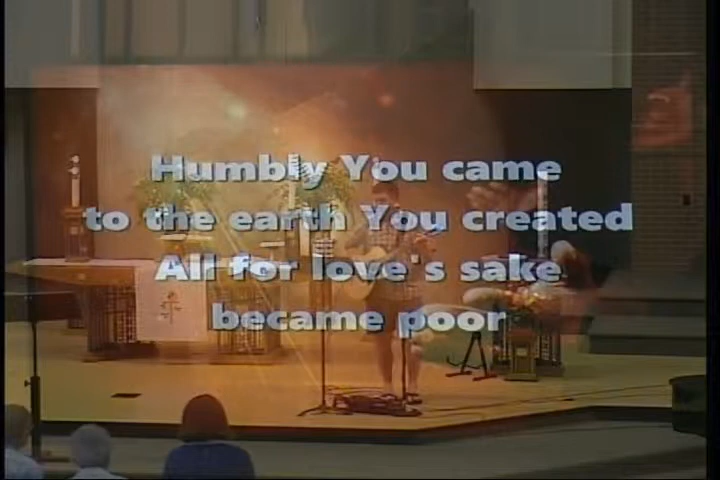 Humbly You came
to the earth You created
All for love's sake
became poor